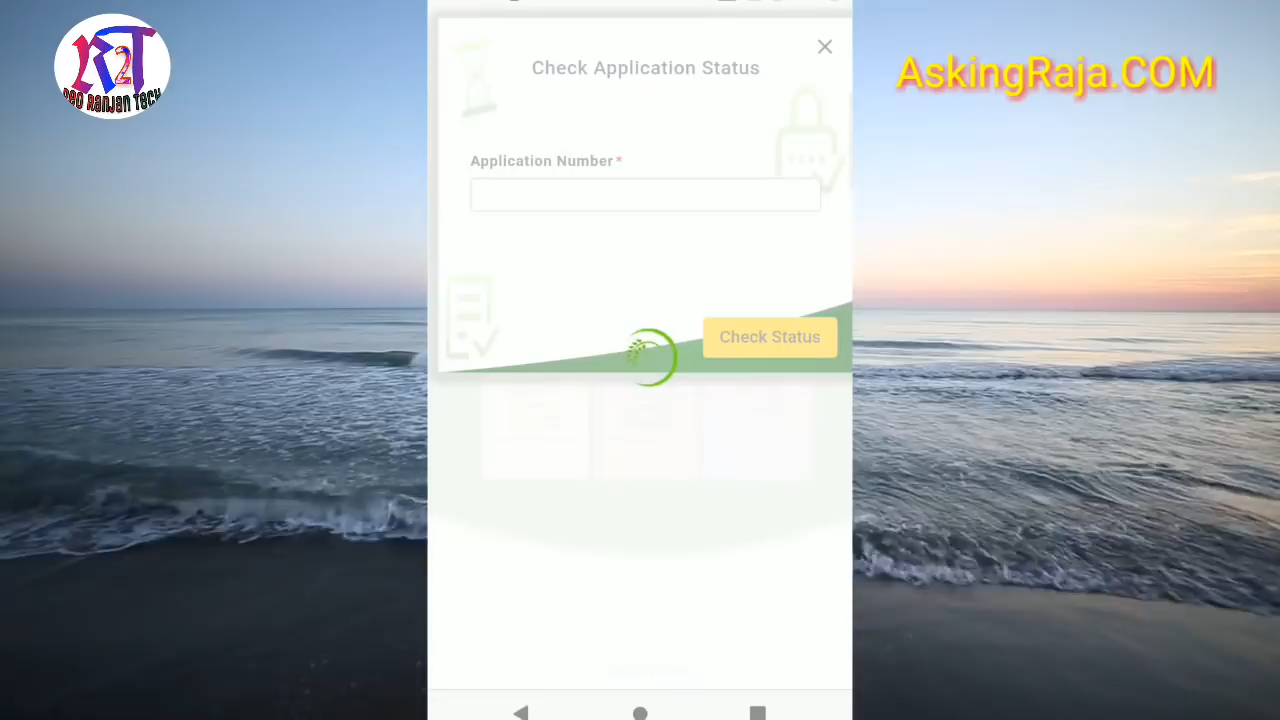 R2T
DEO RANJAN TECH
AskingRaja.COM
Check Application Status
Application Number*
Check Status